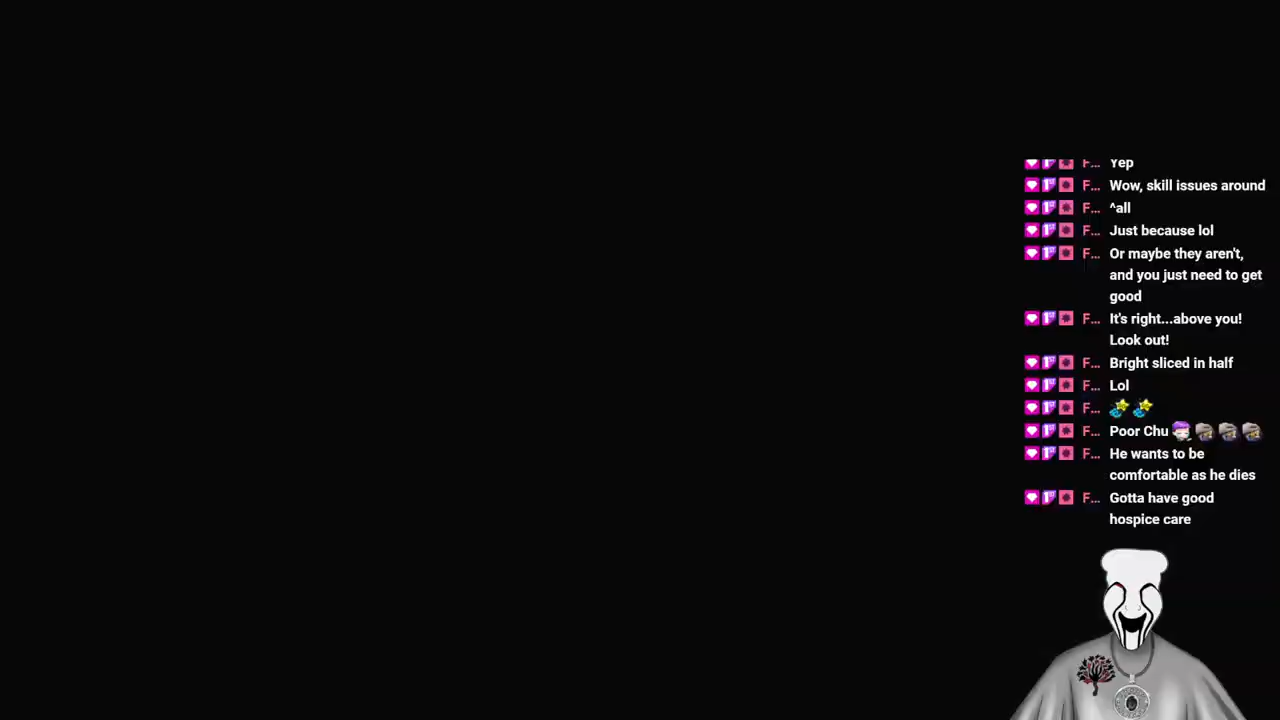 F... Yep
F... Wow, skill issues around
F... ^all
F... Just because lol
F... Or maybe they aren't,
and you just need to get
good
F... It's right...above you!
Look out!
F... Bright sliced in half
F... Lol
F...
F... Poor Chu
F... He wants to be
comfortable as he dies
F... Gotta have good
hospice care